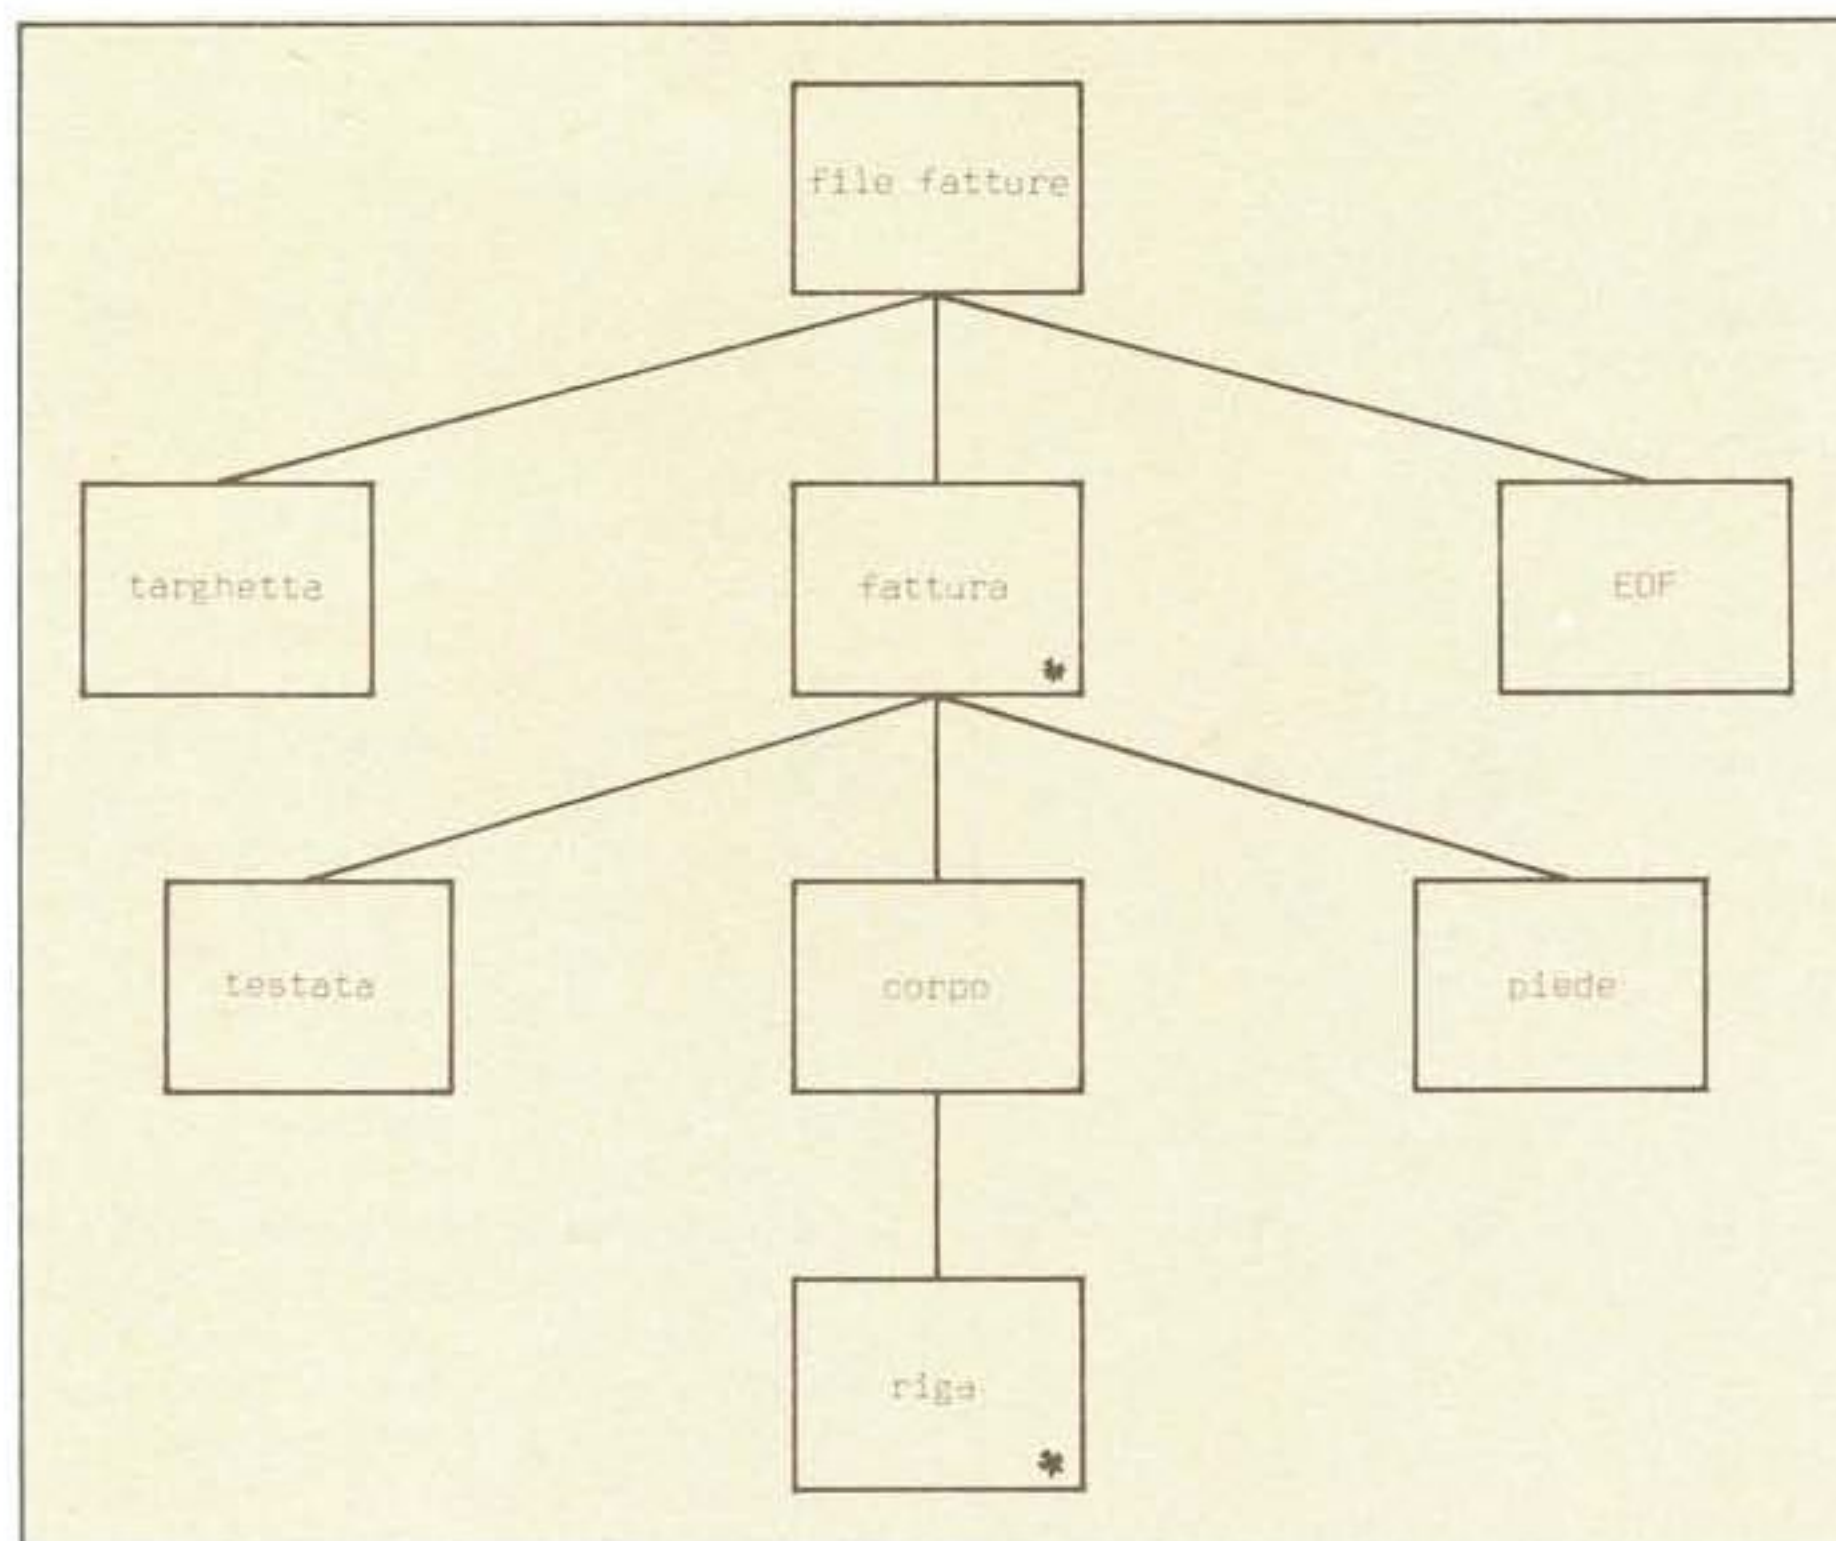 file fatture
targhetta
fattura
*
EOF
testata
corpo
piede
riga
*